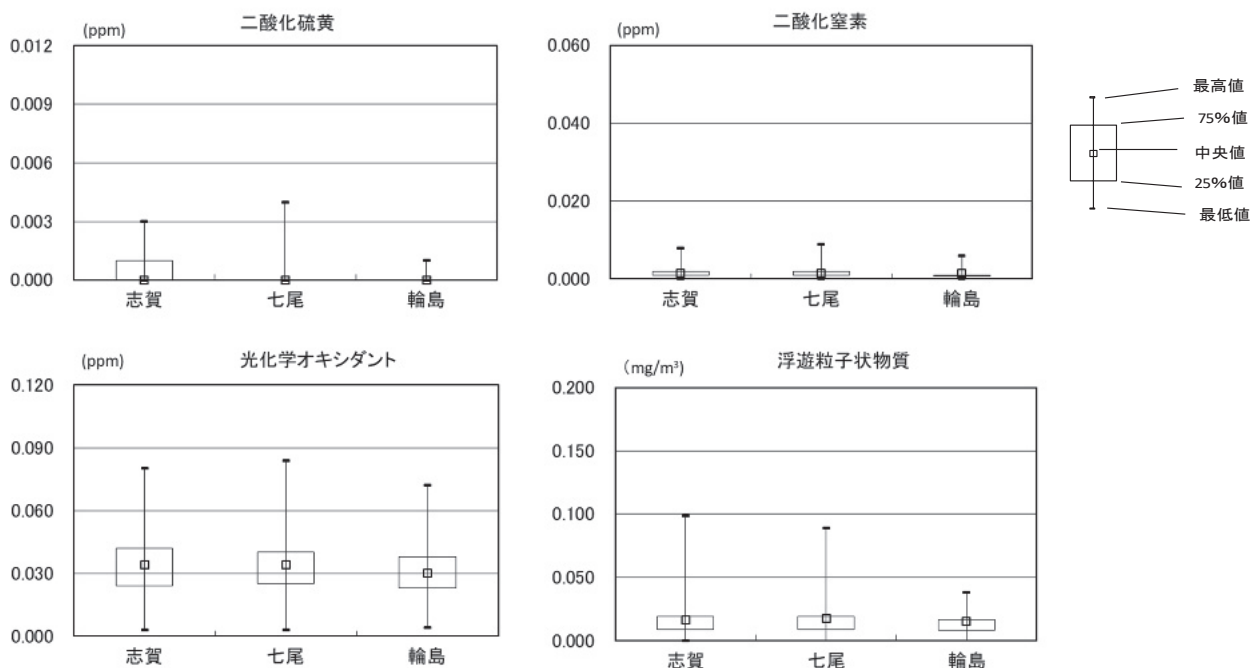 二酸化硫黄
(ppm)
0.012
0.009
0.006
0.003
0.000
志賀 七尾 輪島
二酸化窒素
(ppm)
0.060
0.040
0.020
0.000
志賀 七尾 輪島
最高値
75%値
中央値
25%値
最低値
光化学オキシダント
(ppm)
0.120
0.090
0.060
0.030
0.000
志賀 七尾 輪島
浮遊粒子状物質
(mg/m³)
0.200
0.150
0.100
0.050
0.000
志賀 七尾 輪島